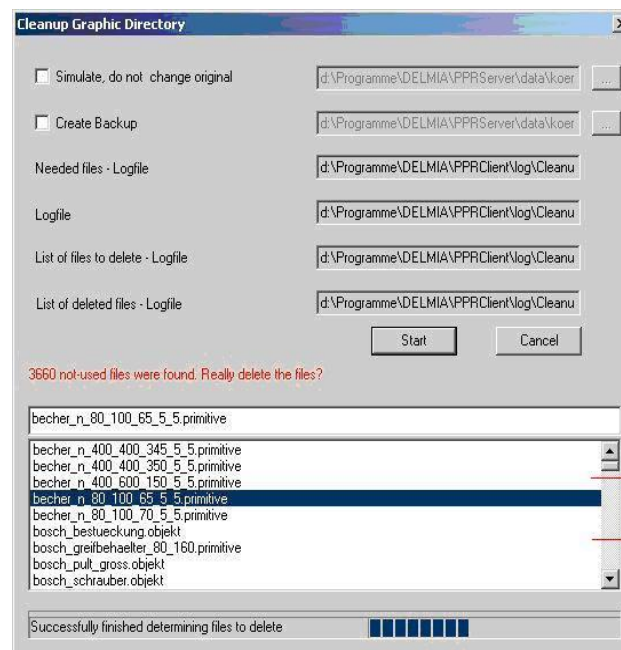 Cleanup Graphic Directory
Simulate, do not change original
d:\Programme\DELMIA\PPRServer\data\koer
...
Create Backup
d:\Programme\DELMIA\PPRServer\data\koer
...
Needed files - Logfile
d:\Programme\DELMIA\PPRClient\log\Cleanu
Logfile
d:\Programme\DELMIA\PPRClient\log\Cleanu
List of files to delete - Logfile
d:\Programme\DELMIA\PPRClient\log\Cleanu
List of deleted files - Logfile
d:\Programme\DELMIA\PPRClient\log\Cleanu
Start
Cancel
3660 not-used files were found. Really delete the files?
becher_n_80_100_65_5_5.primitive
becher_n_400_400_345_5_5.primitive
becher_n_400_400_350_5_5.primitive
becher_n_400_600_150_5_5.primitive
becher_n_80_100_65_5_5.primitive
becher_n_80_100_70_5_5.primitive
bosch_bestueckung.objekt
bosch_greifbehaelter_80_160.primitive
bosch_pult_gross.objekt
bosch_schrauber.objekt
Successfully finished determining files to delete